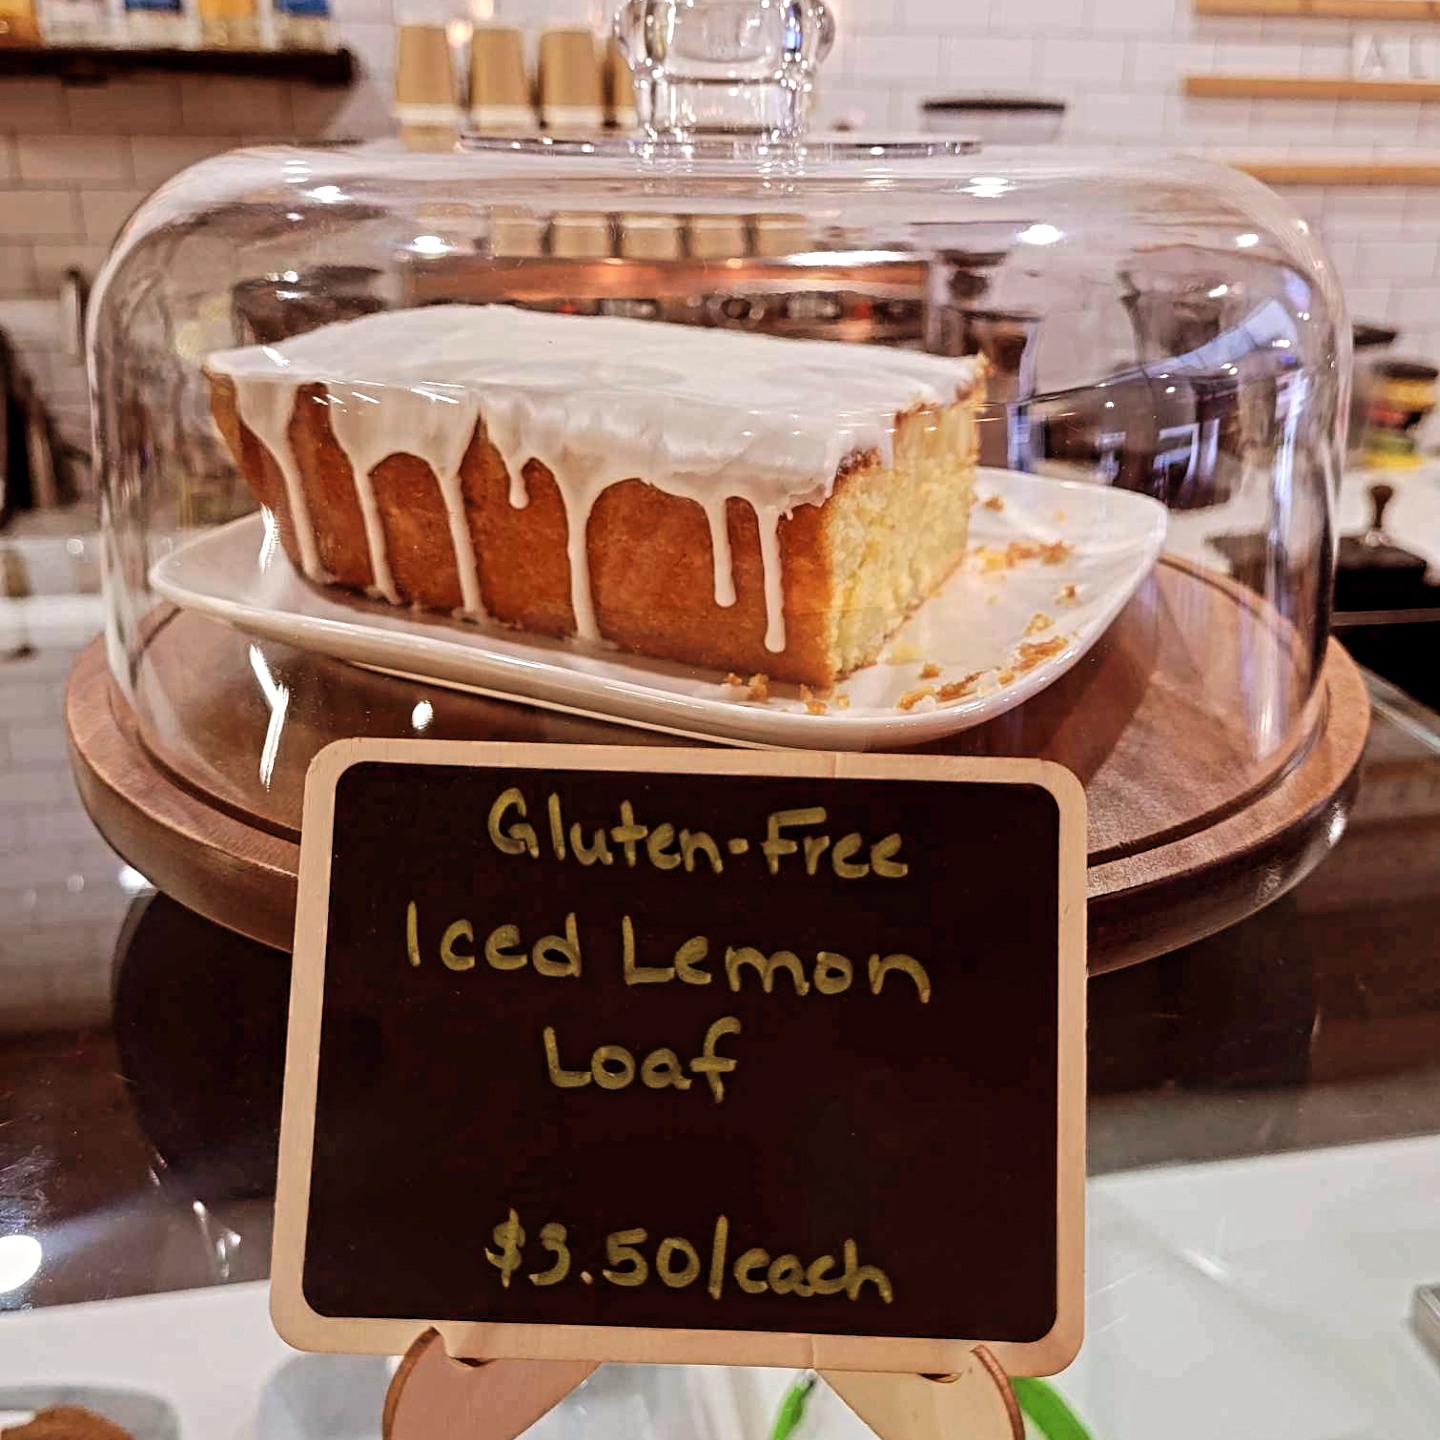 Gluten-Free
Iced Lemon
Loaf
$3.50/each